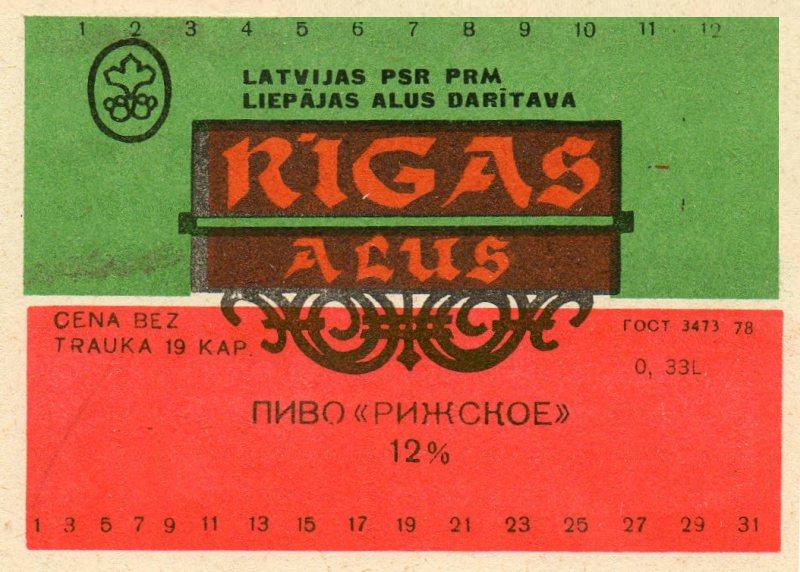 1 2 3 4 5 6 7 8 9 10 11 12
LATVIJAS PSR PRM
LIEPĀJAS ALUS DARĪTAVA
RĪGAS
ALUS
CENA BEZ
TRAUKA 19 KAP.
ГОСТ 3473 78
0, 33L
ПИВО «РИЖСКОЕ»
12%
1 3 5 7 9 11 13 15 17 19 21 23 25 27 29 31